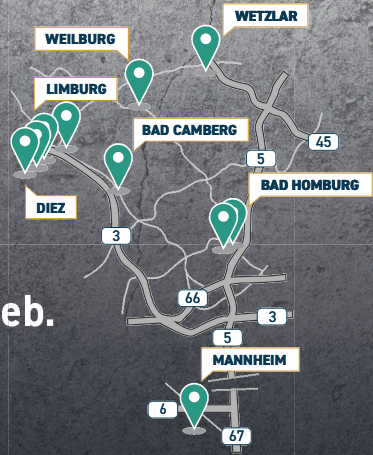 WETZLAR
WEILBURG
LIMBURG
BAD CAMBERG
45
5
BAD HOMBURG
DIEZ
3
66
eb.
3
5
MANNHEIM
6
67